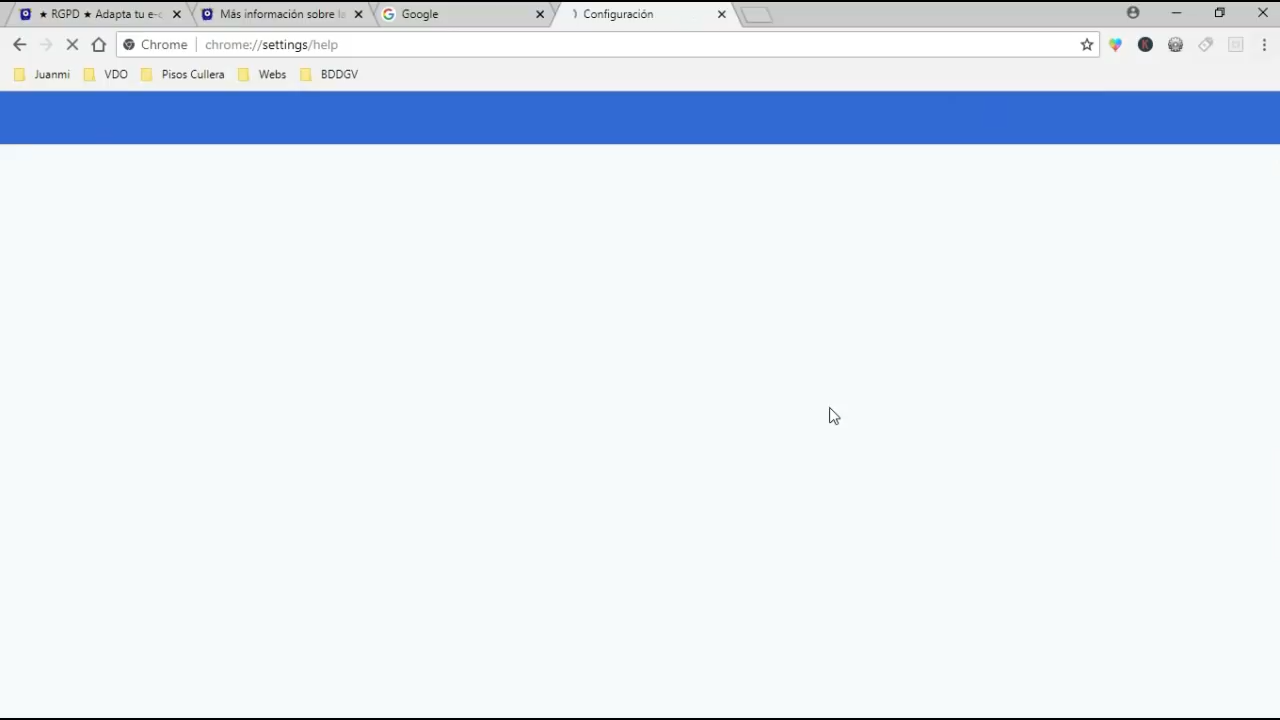 ★ RGPD ★ Adapta tu e-c
Más información sobre la
Google
Configuración
Chrome chrome://settings/help
Juanmi VDO Pisos Cullera Webs BDDGV